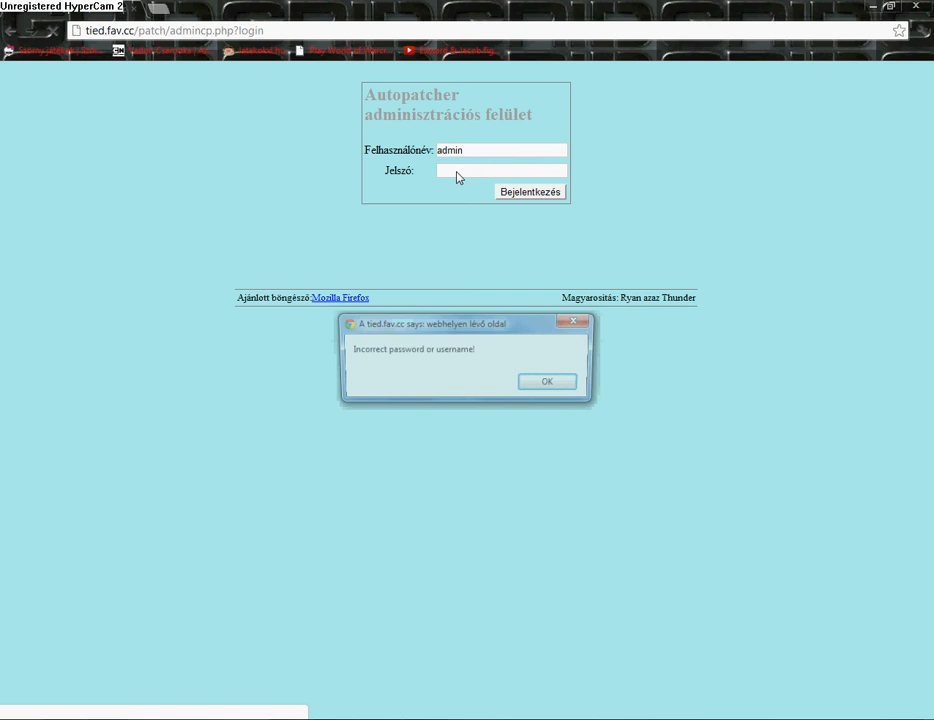 Unregistered HyperCam 2
tied.fav.cc/patch/admincp.php?login
Autopatcher
adminisztrációs felület
Felhasználónév: admin
Jelszó:
Bejelentkezés
Ajánlott böngésző:Mozilla Firefox
Magyarosítás: Ryan azaz Thunder
A tied.fav.cc says: webhelyen lévő oldal
Incorrect password or username!
OK